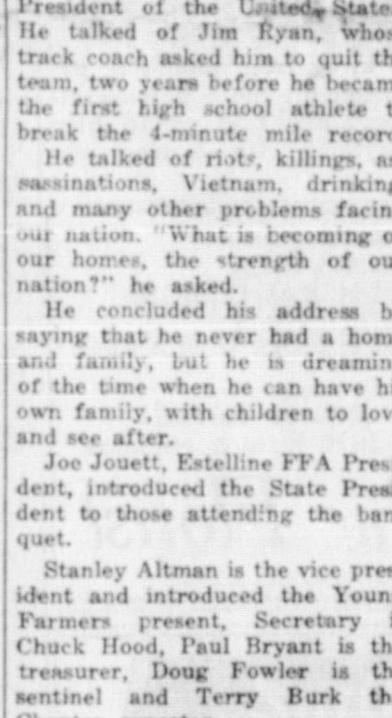 President of the United State
He talked of Jim Ryan, whos
track coach asked him to quit th
team, two years before he becam
the first high school athlete t
break the 4-minute mile recor
He talked of riots, killings, as
sassinations, Vietnam, drinking
and many other problems facin
our nation. "What is becoming o
our homes, the strength of ou
nation?" he asked.
He concluded his address b
saying that he never had a hom
and family, but he is dreamin
of the time when he can have hi
own family, with children to lov
and see after.
Joe Jouett, Estelline FFA Pres
dent, introduced the State Pres
dent to those attending the ban
quet.
Stanley Altman is the vice pres
ident and introduced the Youn
Farmers present, Secretary i
Chuck Hood, Paul Bryant is th
treasurer, Doug Fowler is th
sentinel and Terry Burk th